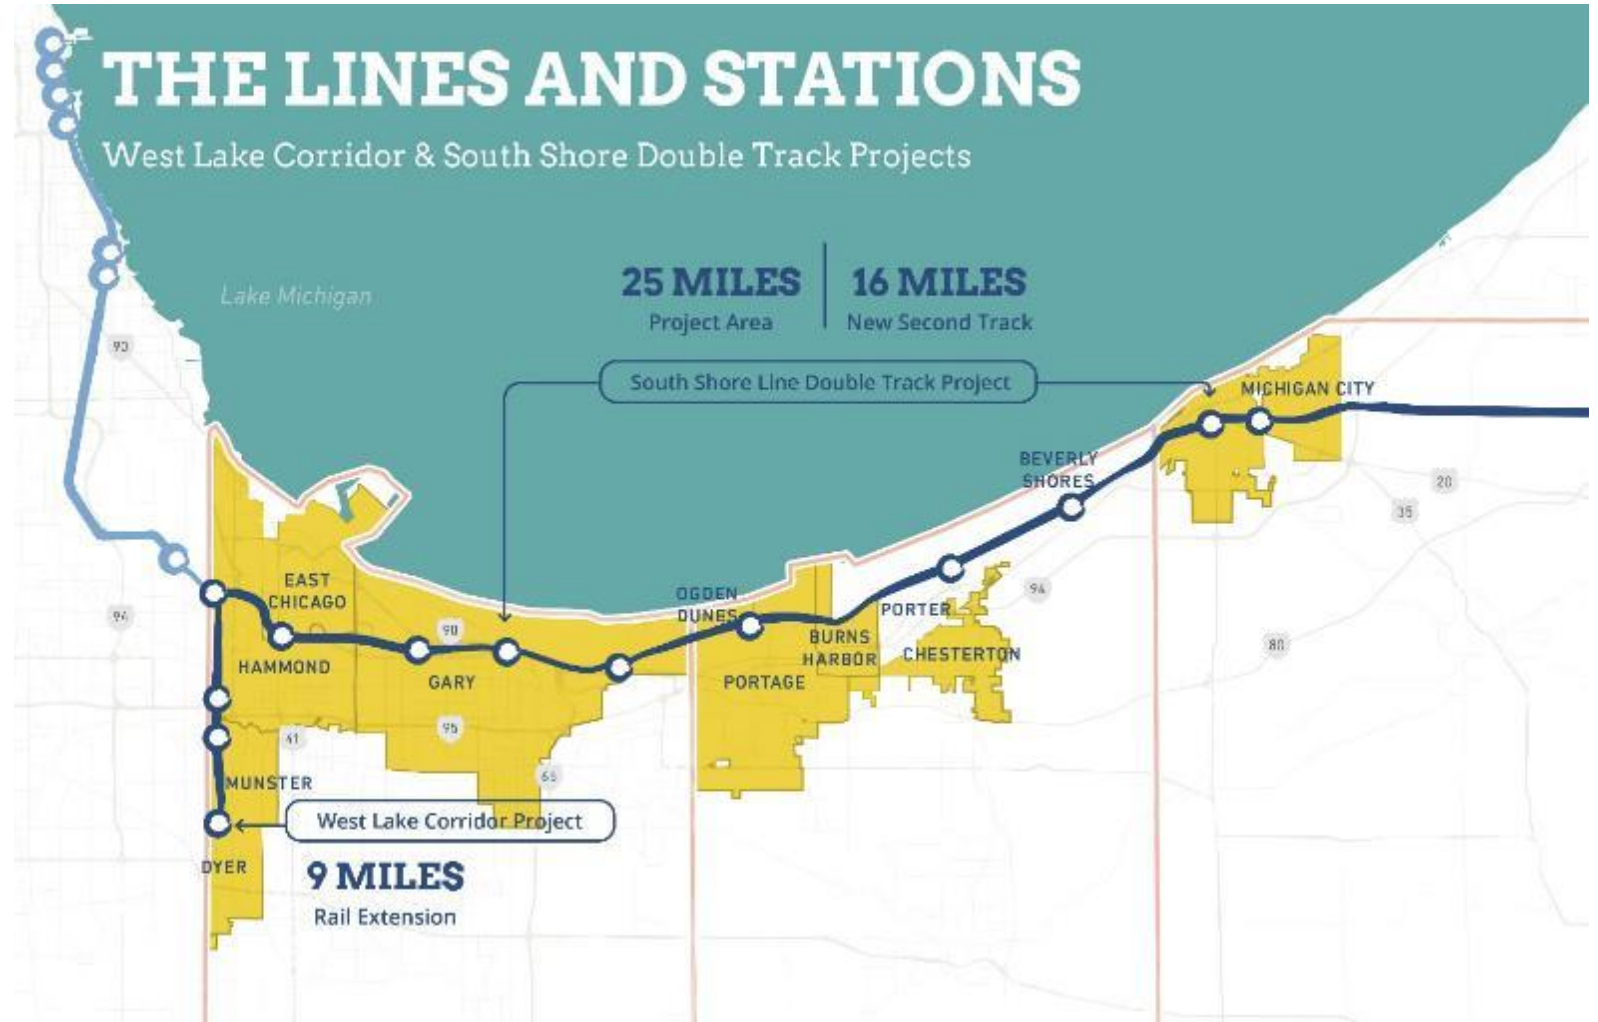 THE LINES AND STATIONS
West Lake Corridor & South Shore Double Track Projects
Lake Michigan
25 MILES
Project Area
16 MILES
New Second Track
South Shore Line Double Track Project
90
MICHIGAN CITY
BEVERLY
SHORES
20
35
EAST
CHICAGO
94
94
OGDEN
DUNES
PORTER
90
BURNS
HARBOR
CHESTERTON
80
HAMMOND
GARY
PORTAGE
95
41
65
MUNSTER
West Lake Corridor Project
DYER
9 MILES
Rail Extension